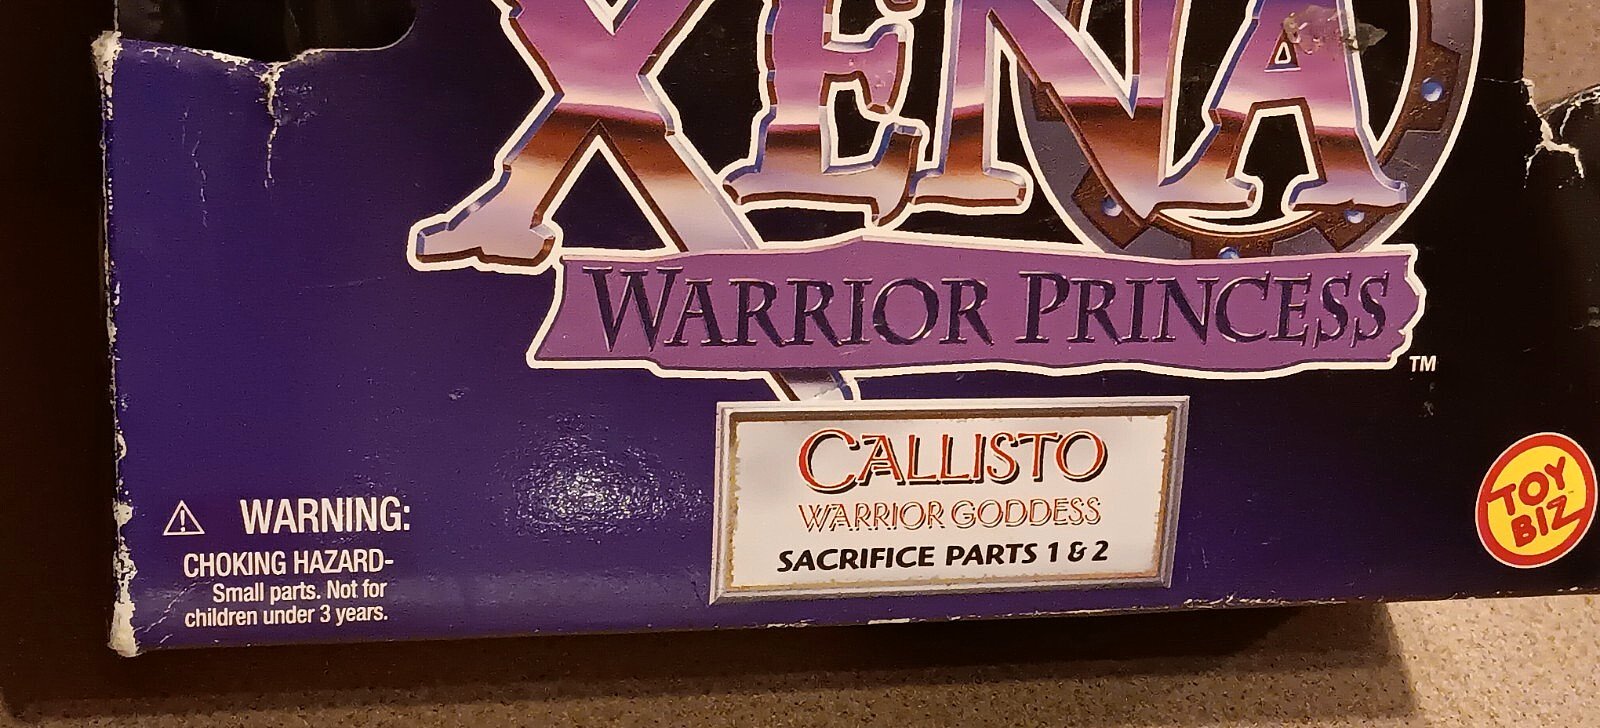 XENA
WARRIOR PRINCESS
TM
CALLISTO
WARRIOR GODDESS
SACRIFICE PARTS 1 & 2
TOY
BIZ
⚠ WARNING:
CHOKING HAZARD-
Small parts. Not for
children under 3 years.